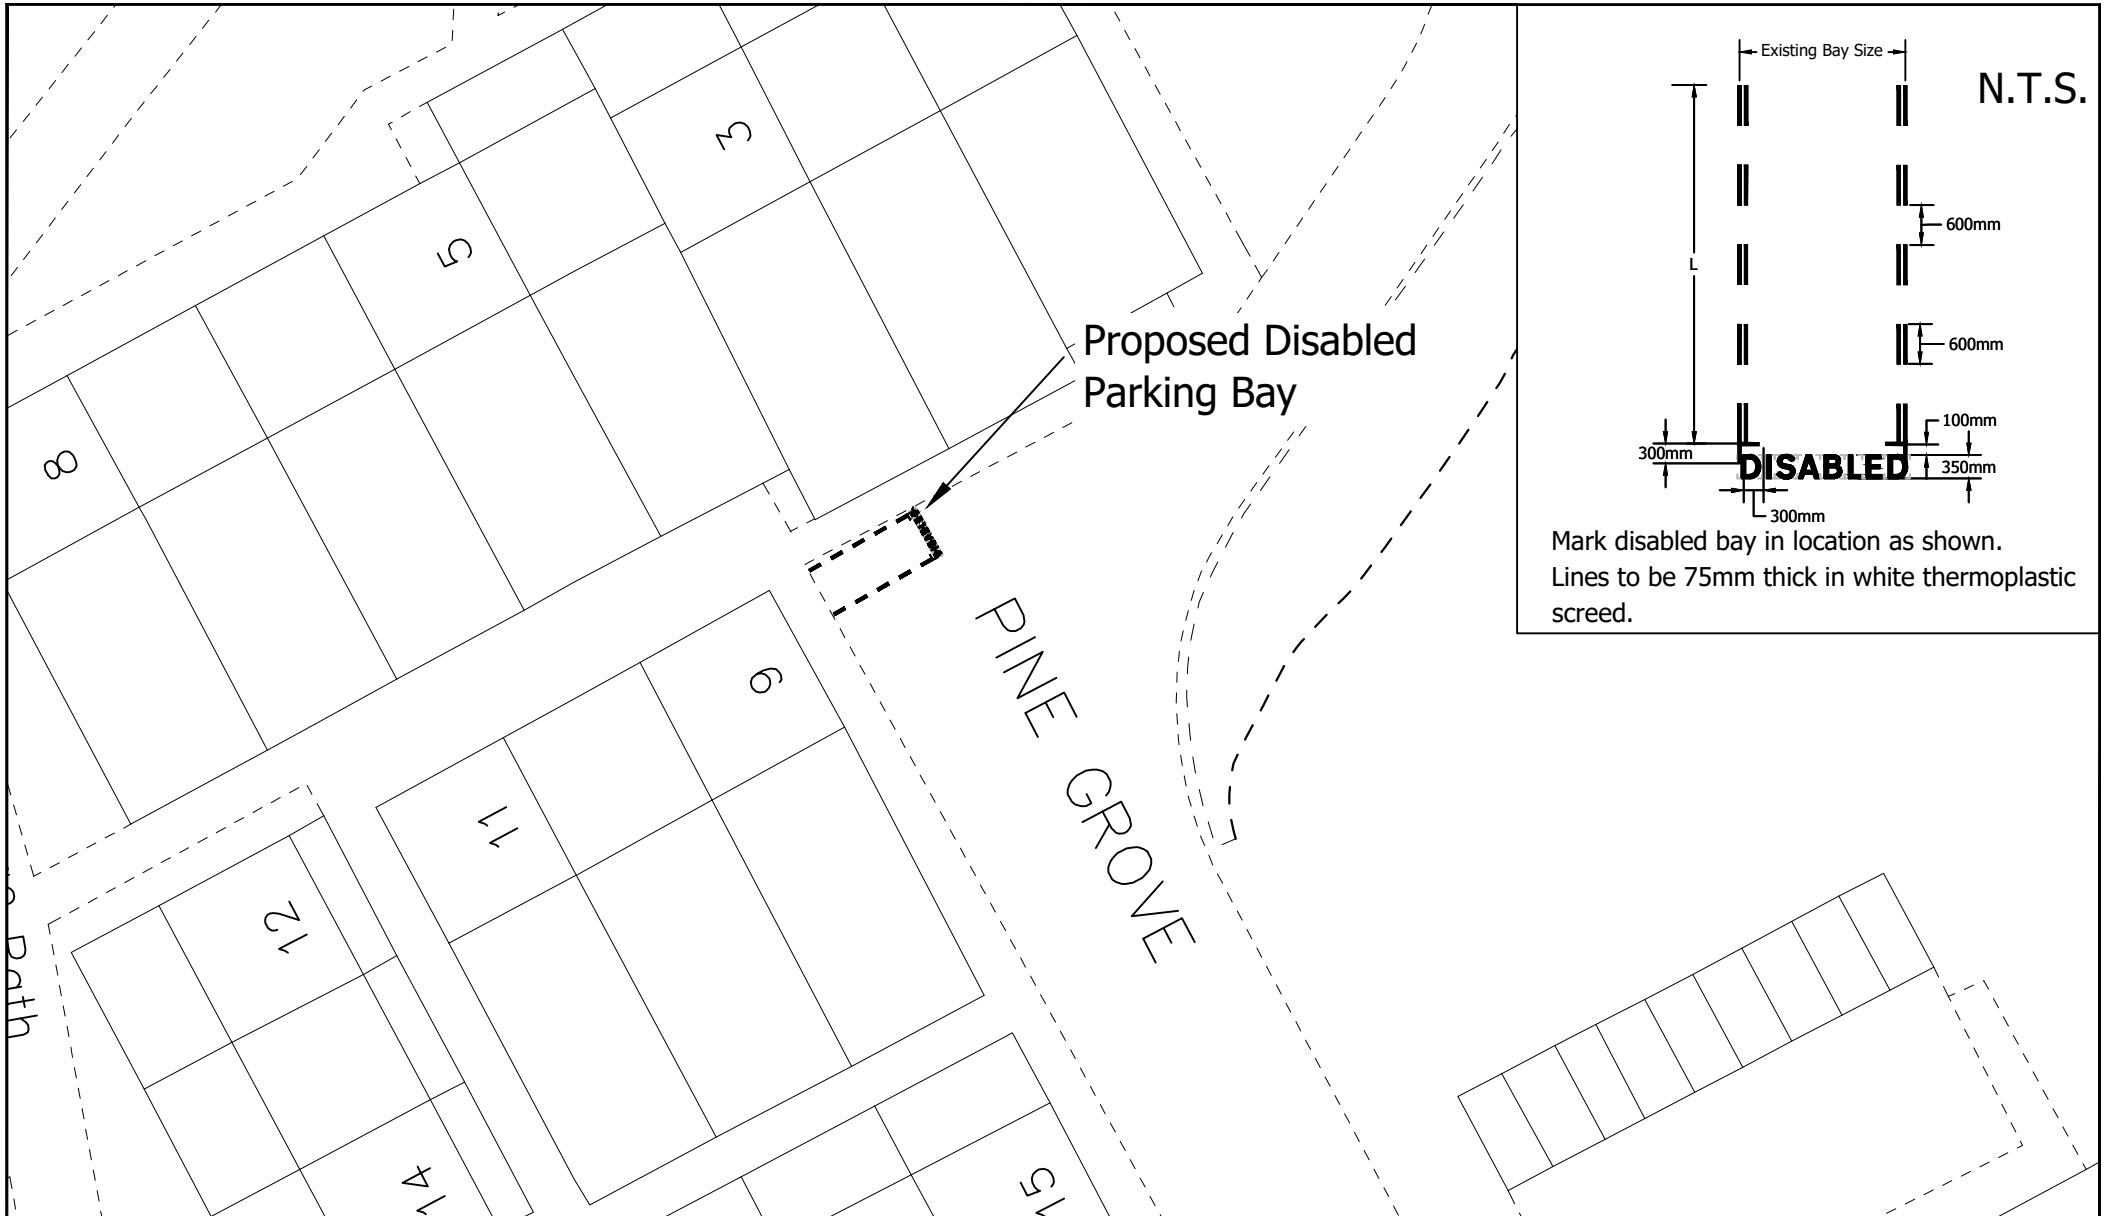 3
5
8
Proposed Disabled
Parking Bay
9
PINE GROVE
11
12
Path
14
15
Existing Bay Size
N.T.S.
L
600mm
600mm
100mm
300mm
350mm
DISABLED
300mm
Mark disabled bay in location as shown.
Lines to be 75mm thick in white thermoplastic
screed.